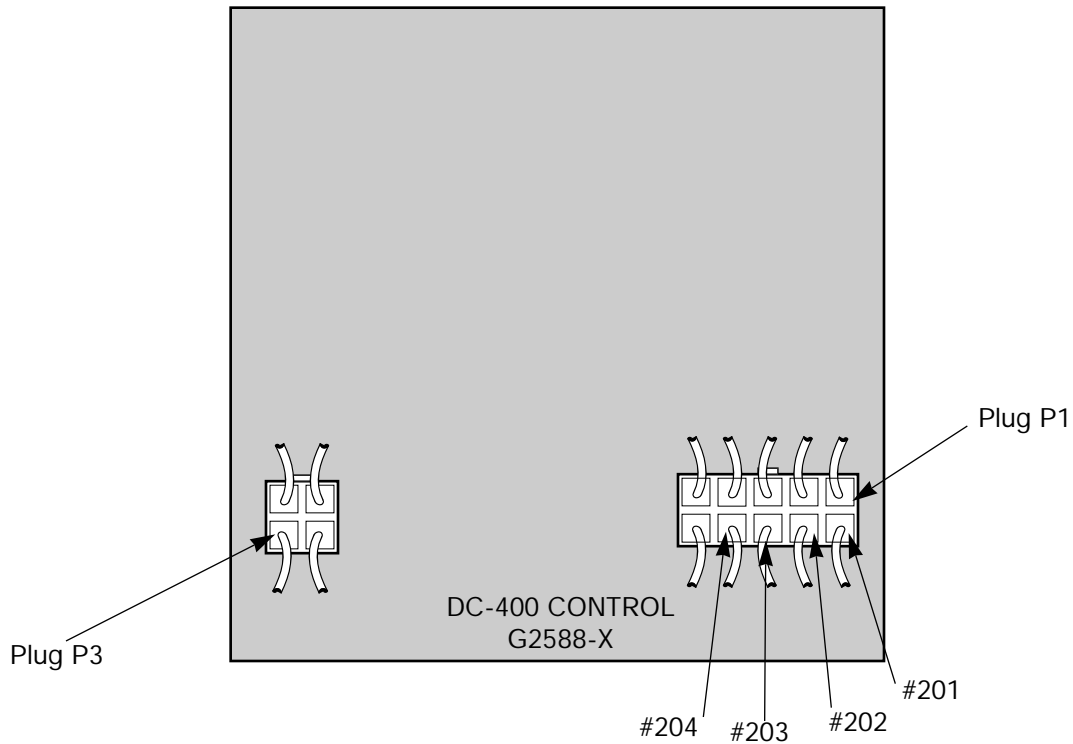 Plug P1
DC-400 CONTROL
G2588-X
Plug P3
#201
#204
#203
#202